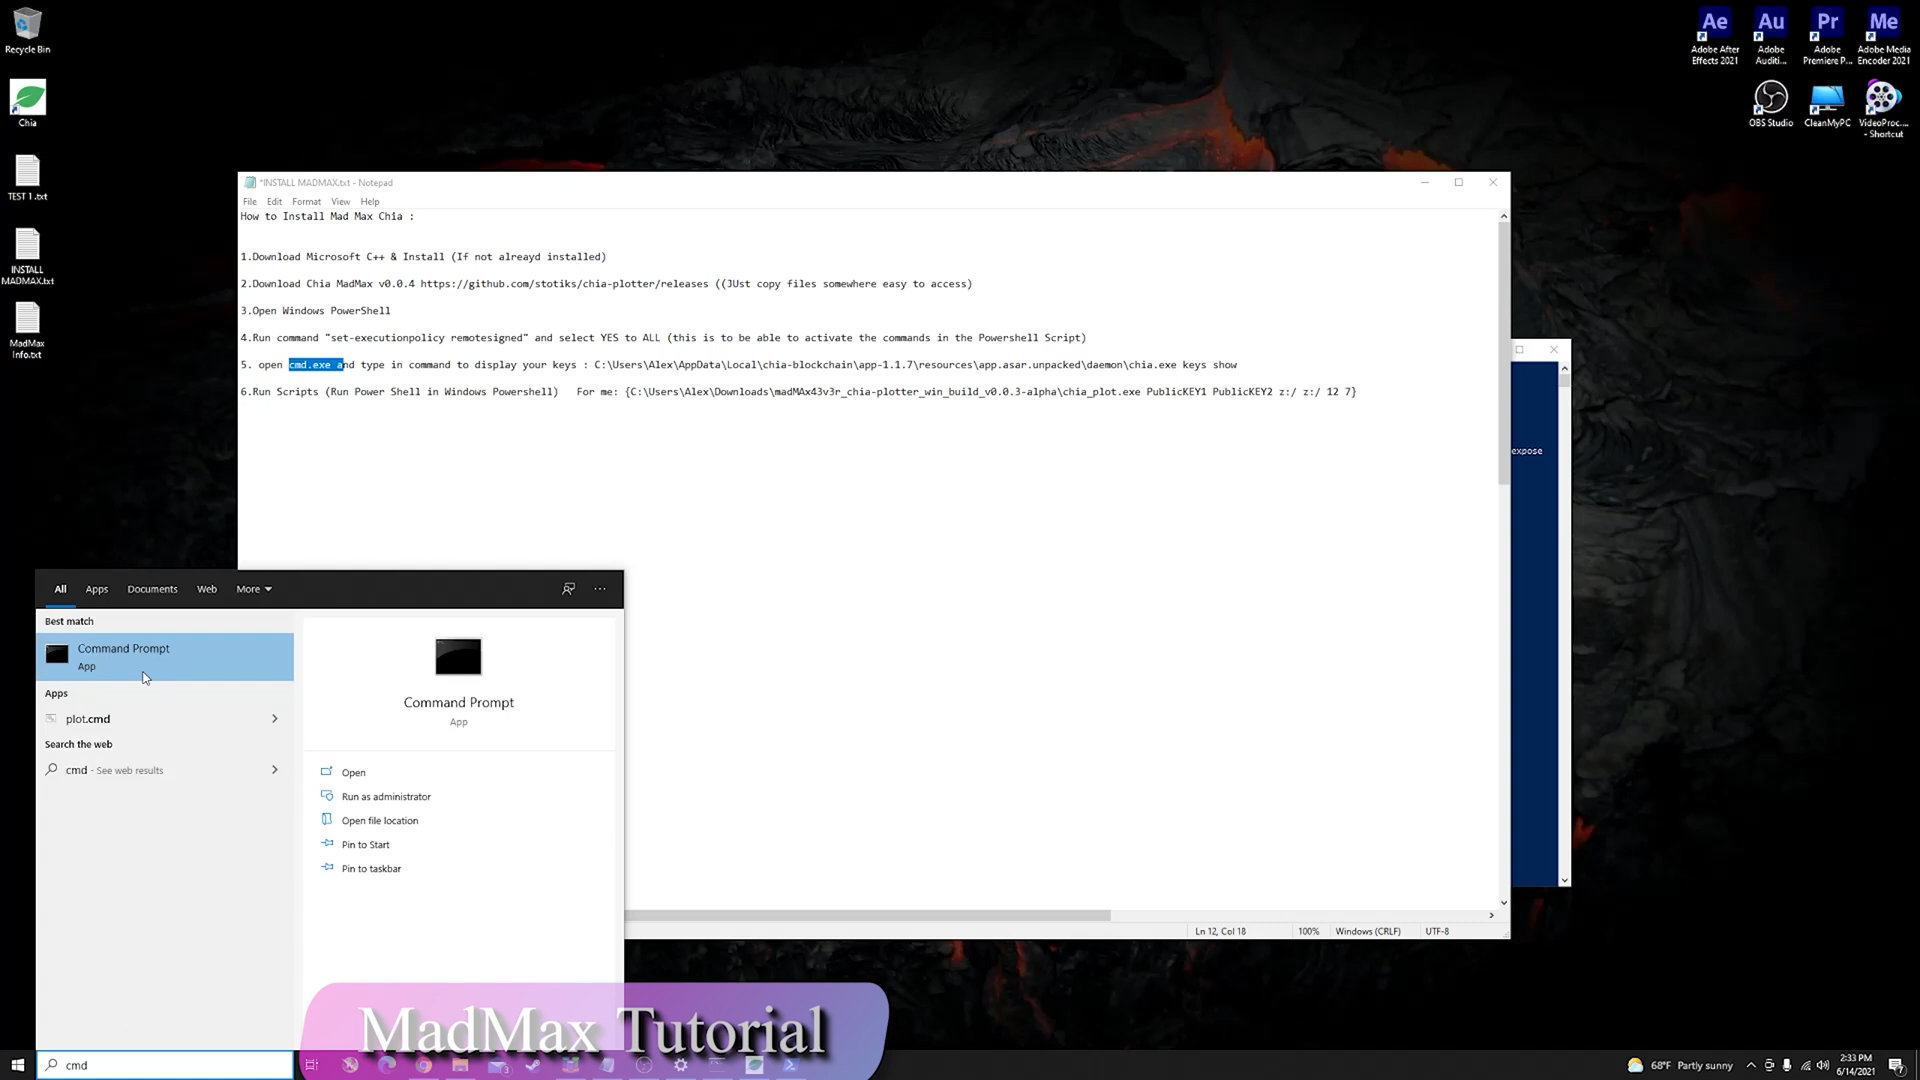 Recycle Bin
Chia
TEST 1 .txt
INSTALL
MADMAX.txt
MadMax
Info.txt
Ae
Adobe After
Effects 2021
Au
Adobe
Auditi...
Pr
Adobe
Premiere P...
Me
Adobe Media
Encoder 2021
OBS Studio
CleanMyPC
VideoProc...
- Shortcut
*INSTALL MADMAX.txt - Notepad
File Edit Format View Help
How to Install Mad Max Chia :
1.Download Microsoft C++ & Install (If not alreayd installed)
2.Download Chia MadMax v0.0.4 https://github.com/stotiks/chia-plotter/releases ((JUst copy files somewhere easy to access)
3.Open Windows PowerShell
4.Run command "set-executionpolicy remotesigned" and select YES to ALL (this is to be able to activate the commands in the Powershell Script)
5. open cmd.exe and type in command to display your keys : C:\Users\Alex\AppData\Local\chia-blockchain\app-1.1.7\resources\app.asar.unpacked\daemon\chia.exe keys show
6.Run Scripts (Run Power Shell in Windows Powershell) For me: {C:\Users\Alex\Downloads\madMAx43v3r_chia-plotter_win_build_v0.0.3-alpha\chia_plot.exe PublicKEY1 PublicKEY2 z:/ z:/ 12 7}
expose
Ln 12, Col 18 100% Windows (CRLF) UTF-8
All Apps Documents Web More
Best match
Command Prompt
App
Apps
plot.cmd
Search the web
cmd - See web results
Command Prompt
App
Open
Run as administrator
Open file location
Pin to Start
Pin to taskbar
MadMax Tutorial
cmd
3
68°F Partly sunny
2:33 PM
6/14/2021
7